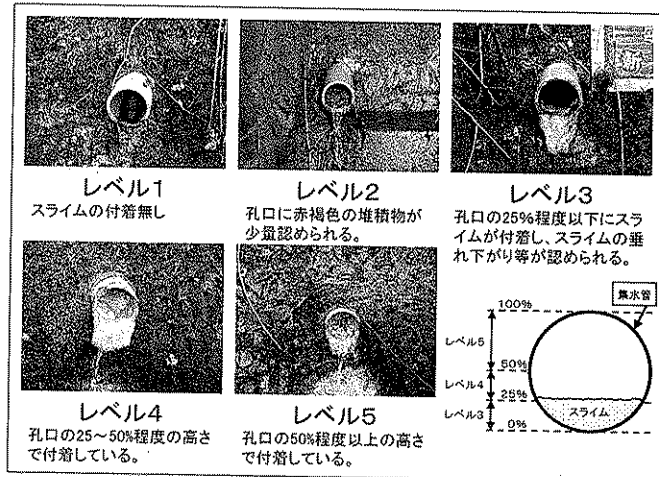 新
レベル1
スライムの付着無し
レベル2
孔口に赤褐色の堆積物が
少量認められる。
レベル3
孔口の25%程度以下にスラ
イムが付着し、スライムの垂
れ下がり等が認められる。
レベル4
孔口の25～50%程度の高さ
で付着している。
レベル5
孔口の50%程度以上の高さ
で付着している。
集水管
100%
レベル5
50%
レベル4
25%
レベル3
スライム
0%